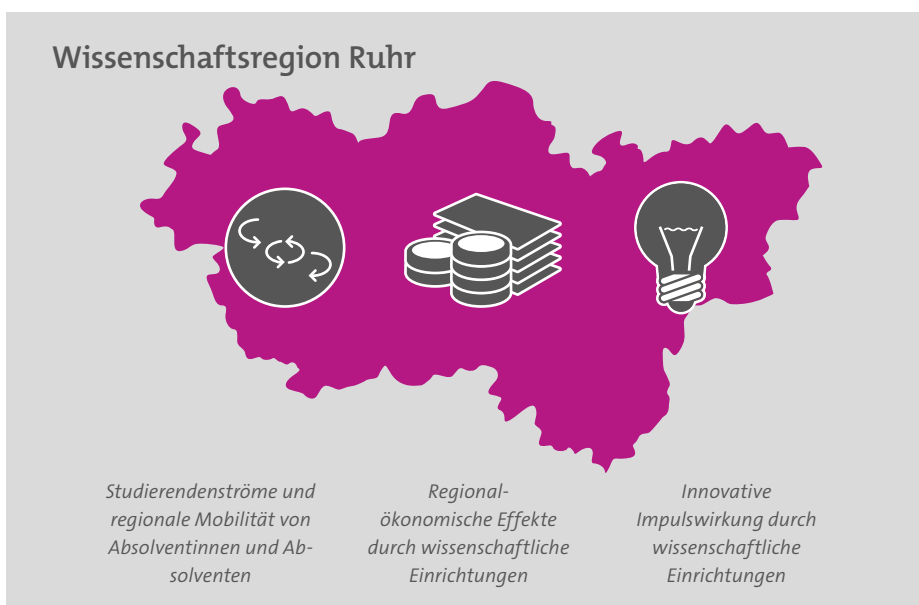 Wissenschaftsregion Ruhr
Studierendenströme und
regionale Mobilität von
Absolventinnen und Ab-
solventen
Regional-
ökonomische Effekte
durch wissenschaftliche
Einrichtungen
Innovative
Impulswirkung durch
wissenschaftliche
Einrichtungen